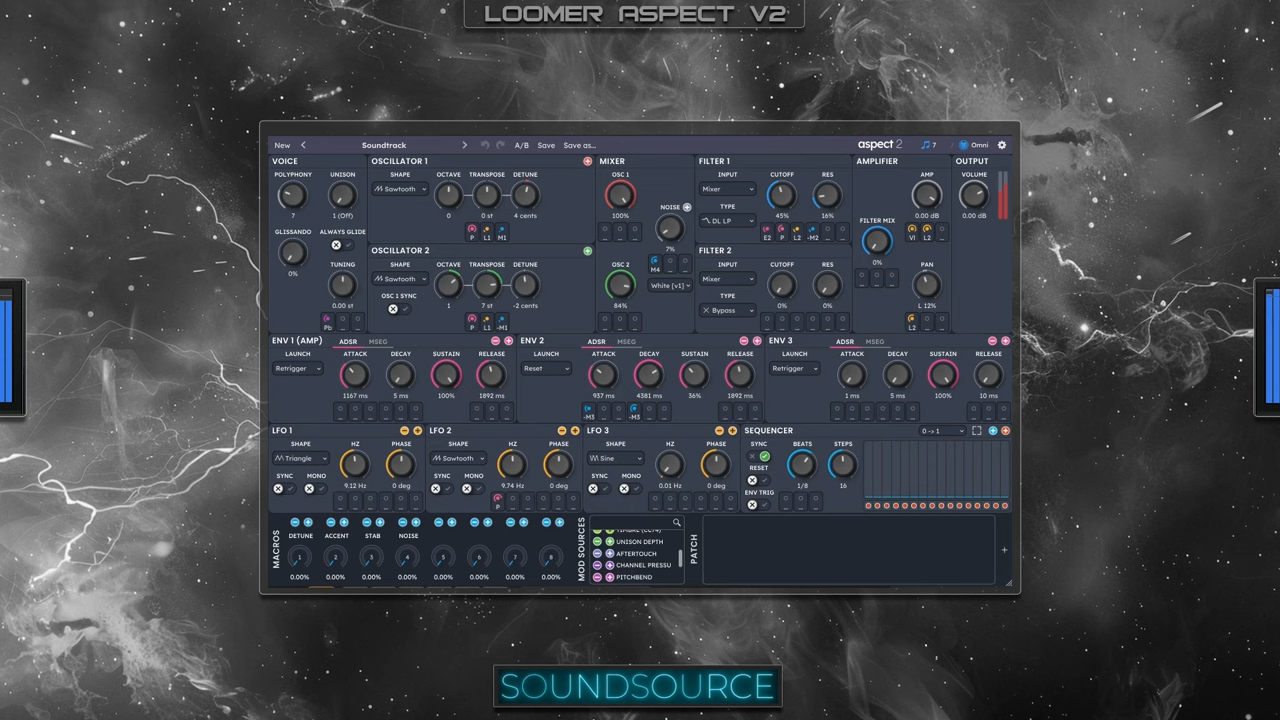 LOOMER ASPECT V2
New Soundtrack A/B Save Save as... aspect 2 7 Omni
VOICE OSCILLATOR 1 MIXER FILTER 1 AMPLIFIER OUTPUT
POLYPHONY UNISON SHAPE OCTAVE TRANSPOSE DETUNE OSC 1 INPUT CUTOFF RES AMP VOLUME
Sawtooth Mixer
TYPE
7 1 (Off) 0 0 st 4 cents 100% NOISE 45% 16% 0.00 dB 0.00 dB
DL LP FILTER MIX
GLISSANDO ALWAYS GLIDE P L1 M1 E2 P L2 -M2 VI L2
OSCILLATOR 2 7% FILTER 2
0% 0%
TUNING SHAPE OCTAVE TRANSPOSE DETUNE OSC 2 M4 INPUT CUTOFF RES PAN
Sawtooth White [v1] Mixer
OSC 1 SYNC TYPE
0.00 st 1 7 st -2 cents 84% 0% 0% L 12%
Bypass
Pb P L1 -M1 L2
ENV 1 (AMP) ADSR MSEG ENV 2 ADSR MSEG ENV 3 ADSR MSEG
LAUNCH ATTACK DECAY SUSTAIN RELEASE LAUNCH ATTACK DECAY SUSTAIN RELEASE LAUNCH ATTACK DECAY SUSTAIN RELEASE
Retrigger Reset Retrigger
1167 ms 5 ms 100% 1892 ms 937 ms 4381 ms 36% 1892 ms 1 ms 5 ms 100% 10 ms
-M3 -M3
LFO 1 LFO 2 LFO 3 SEQUENCER 0 -> 1
SHAPE HZ PHASE SHAPE HZ PHASE SHAPE HZ PHASE SYNC BEATS STEPS
Triangle Sawtooth Sine
RESET
SYNC MONO SYNC MONO SYNC MONO
9.12 Hz 0 deg 9.74 Hz 0 deg 0.01 Hz 0 deg 1/8 16
ENV TRIG
P
MACROS
DETUNE ACCENT STAB NOISE
1 2 3 4 5 6 7 8
0.00% 0.00% 0.00% 0.00% 0.00% 0.00% 0.00% 0.00%
MOD SOURCES
UNISON DEPTH
AFTERTOUCH
CHANNEL PRESSU
PITCHBEND
PATCH
SOUNDSOURCE